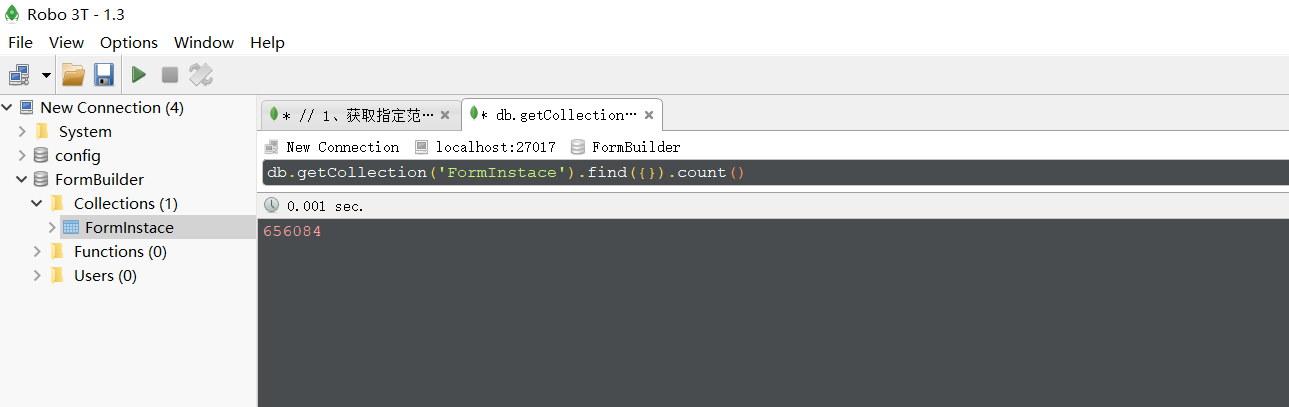 Robo 3T - 1.3
File View Options Window Help
New Connection (4)
System
config
FormBuilder
Collections (1)
FormInstace
Functions (0)
Users (0)
* // 1、获取指定范…
* db.getCollection…
New Connection localhost:27017 FormBuilder
db.getCollection('FormInstace').find({}).count()
0.001 sec.
656084